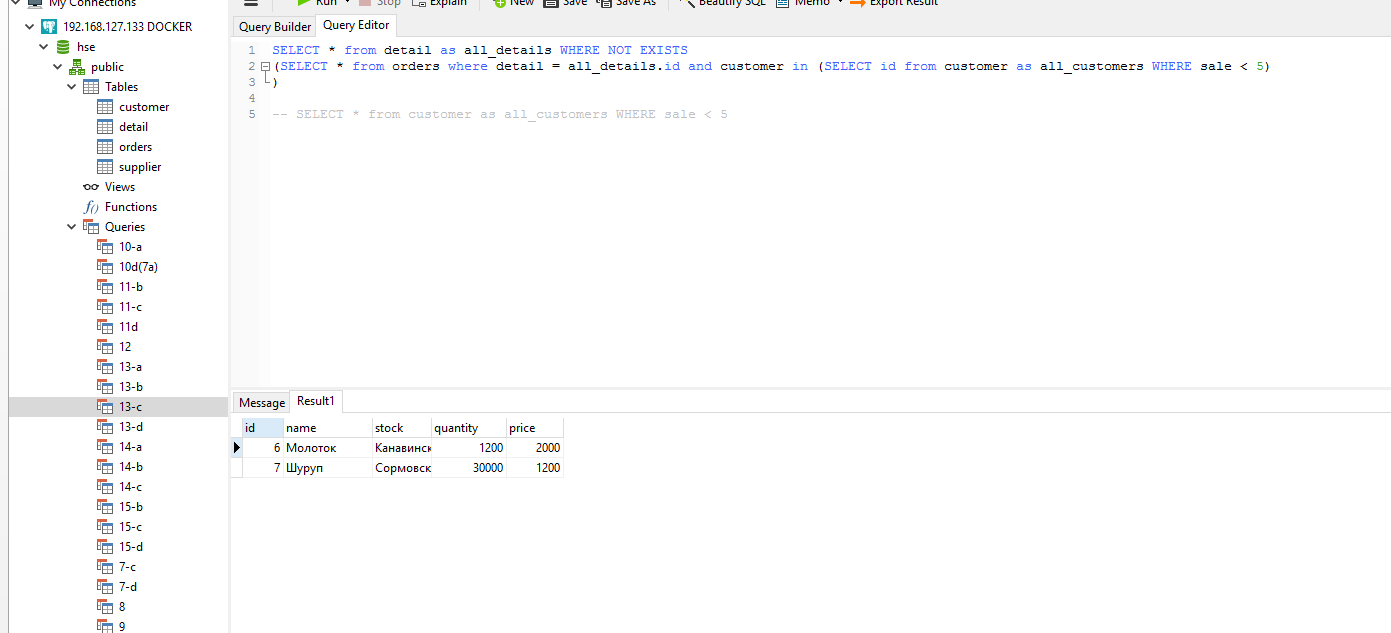 My Connections
Run Stop Explain New Save Save As Beautify SQL Memo Export Result
192.168.127.133 DOCKER
hse
public
Tables
customer
detail
orders
supplier
Views
f() Functions
Queries
10-a
10d(7a)
11-b
11-c
11d
12
13-a
13-b
13-c
13-d
14-a
14-b
14-c
15-b
15-c
15-d
7-c
7-d
8
9
Query Builder Query Editor
1 SELECT * from detail as all_details WHERE NOT EXISTS
2 (SELECT * from orders where detail = all_details.id and customer in (SELECT id from customer as all_customers WHERE sale < 5)
3 )
4
5 -- SELECT * from customer as all_customers WHERE sale < 5
Message Result1
id name stock quantity price
6 Молоток Канавинск 1200 2000
7 Шуруп Сормовск 30000 1200